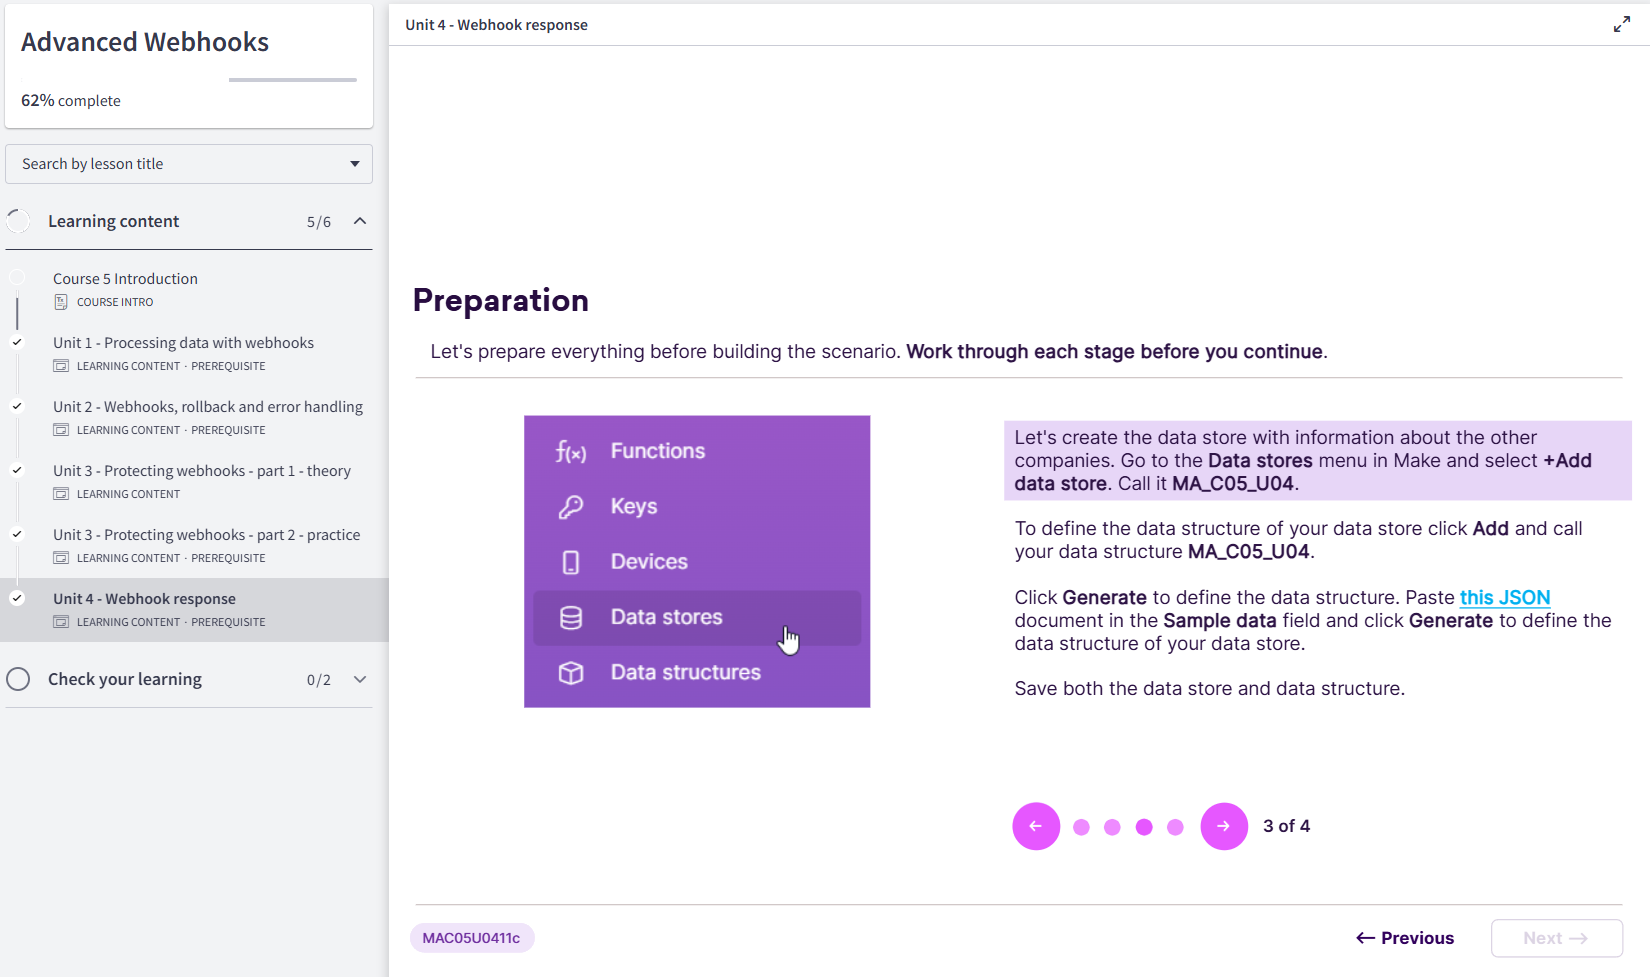 Advanced Webhooks
62% complete
Search by lesson title
Learning content 5/6
Course 5 Introduction
COURSE INTRO
Unit 1 - Processing data with webhooks
LEARNING CONTENT · PREREQUISITE
Unit 2 - Webhooks, rollback and error handling
LEARNING CONTENT · PREREQUISITE
Unit 3 - Protecting webhooks - part 1 - theory
LEARNING CONTENT
Unit 3 - Protecting webhooks - part 2 - practice
LEARNING CONTENT · PREREQUISITE
Unit 4 - Webhook response
LEARNING CONTENT · PREREQUISITE
Check your learning 0/2
Unit 4 - Webhook response
Preparation
Let's prepare everything before building the scenario. Work through each stage before you continue.
f(x) Functions
Keys
Devices
Data stores
Data structures
Let's create the data store with information about the other
companies. Go to the Data stores menu in Make and select +Add
data store. Call it MA_C05_U04.
To define the data structure of your data store click Add and call
your data structure MA_C05_U04.
Click Generate to define the data structure. Paste this JSON
document in the Sample data field and click Generate to define the
data structure of your data store.
Save both the data store and data structure.
3 of 4
MAC05U0411c
← Previous
Next →